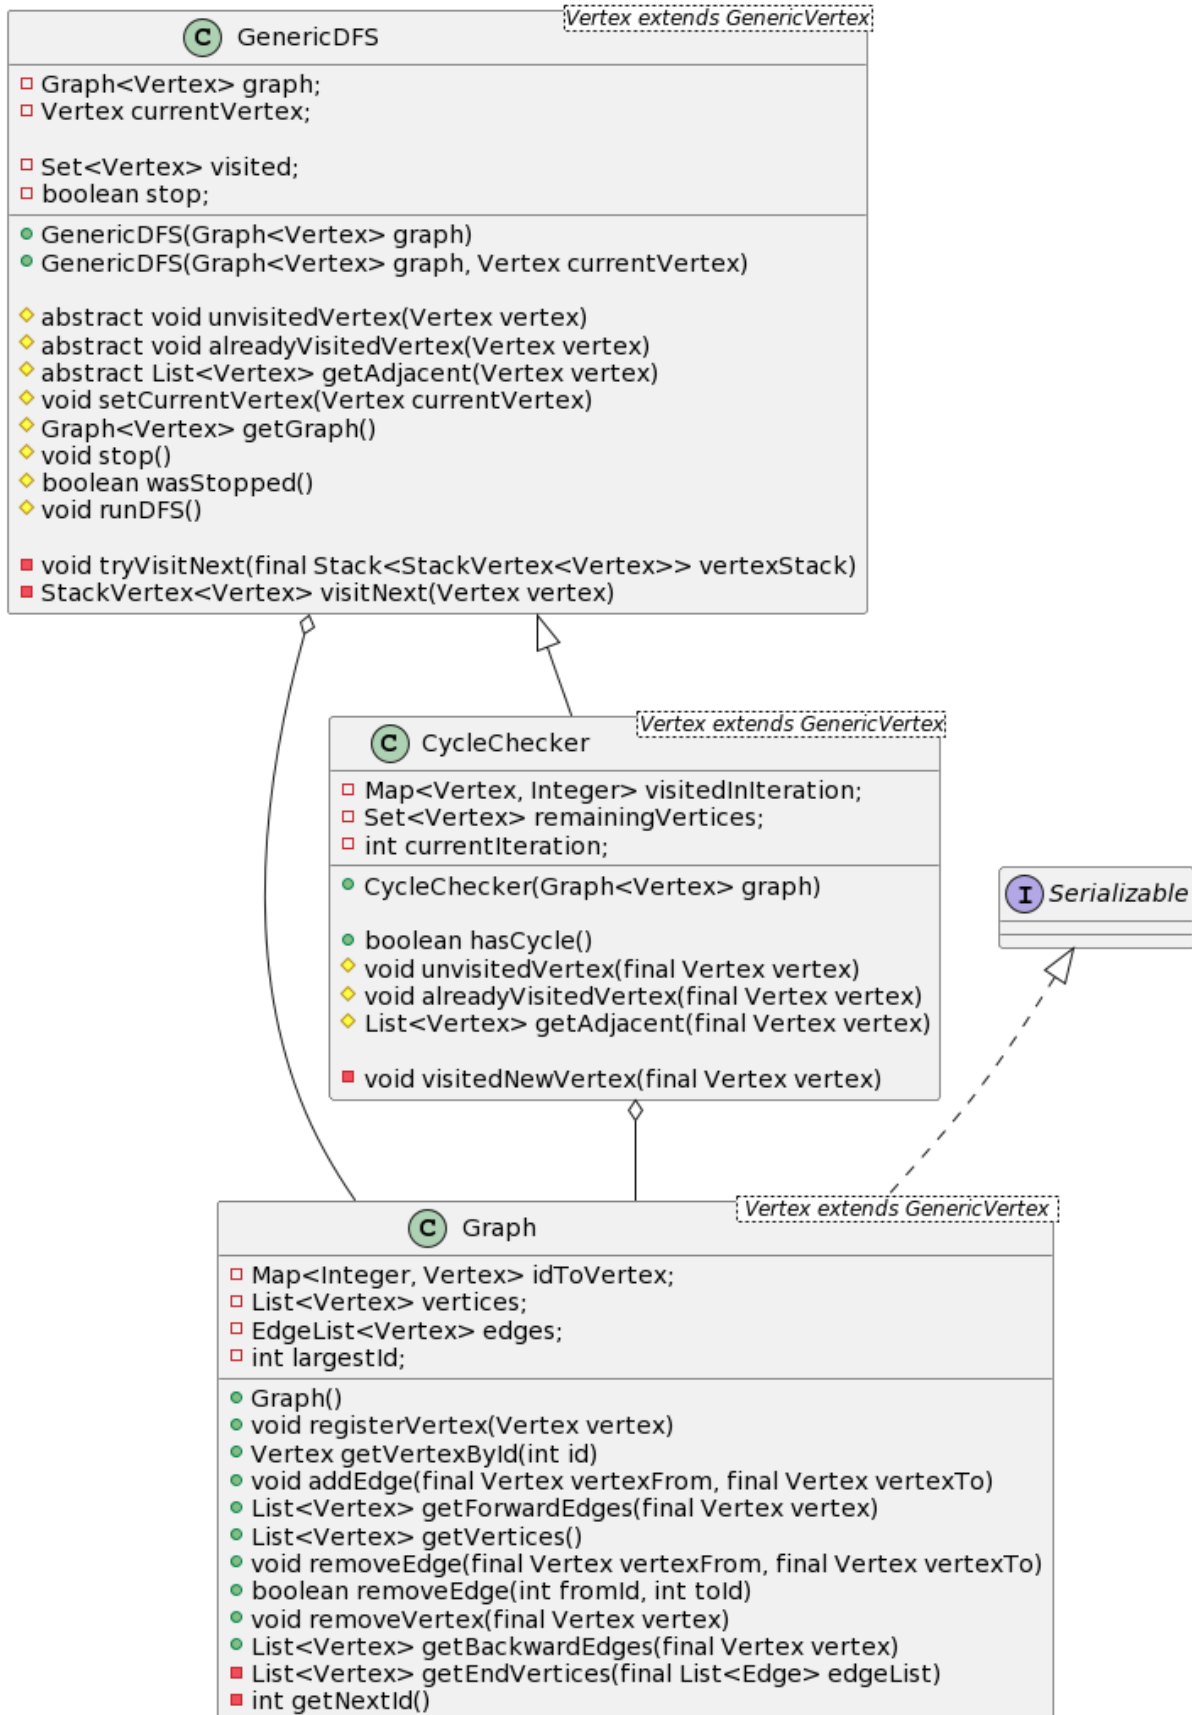 Vertex extends GenericVertex
C GenericDFS
Graph<Vertex> graph;
Vertex currentVertex;
Set<Vertex> visited;
boolean stop;
GenericDFS(Graph<Vertex> graph)
GenericDFS(Graph<Vertex> graph, Vertex currentVertex)
abstract void unvisitedVertex(Vertex vertex)
abstract void alreadyVisitedVertex(Vertex vertex)
abstract List<Vertex> getAdjacent(Vertex vertex)
void setCurrentVertex(Vertex currentVertex)
Graph<Vertex> getGraph()
void stop()
boolean wasStopped()
void runDFS()
void tryVisitNext(final Stack<StackVertex<Vertex>> vertexStack)
StackVertex<Vertex> visitNext(Vertex vertex)
Vertex extends GenericVertex
C CycleChecker
Map<Vertex, Integer> visitedInIteration;
Set<Vertex> remainingVertices;
int currentIteration;
CycleChecker(Graph<Vertex> graph)
boolean hasCycle()
void unvisitedVertex(final Vertex vertex)
void alreadyVisitedVertex(final Vertex vertex)
List<Vertex> getAdjacent(final Vertex vertex)
void visitedNewVertex(final Vertex vertex)
I Serializable
Vertex extends GenericVertex
C Graph
Map<Integer, Vertex> idToVertex;
List<Vertex> vertices;
EdgeList<Vertex> edges;
int largestId;
Graph()
void registerVertex(Vertex vertex)
Vertex getVertexById(int id)
void addEdge(final Vertex vertexFrom, final Vertex vertexTo)
List<Vertex> getForwardEdges(final Vertex vertex)
List<Vertex> getVertices()
void removeEdge(final Vertex vertexFrom, final Vertex vertexTo)
boolean removeEdge(int fromId, int toId)
void removeVertex(final Vertex vertex)
List<Vertex> getBackwardEdges(final Vertex vertex)
List<Vertex> getEndVertices(final List<Edge> edgeList)
int getNextId()